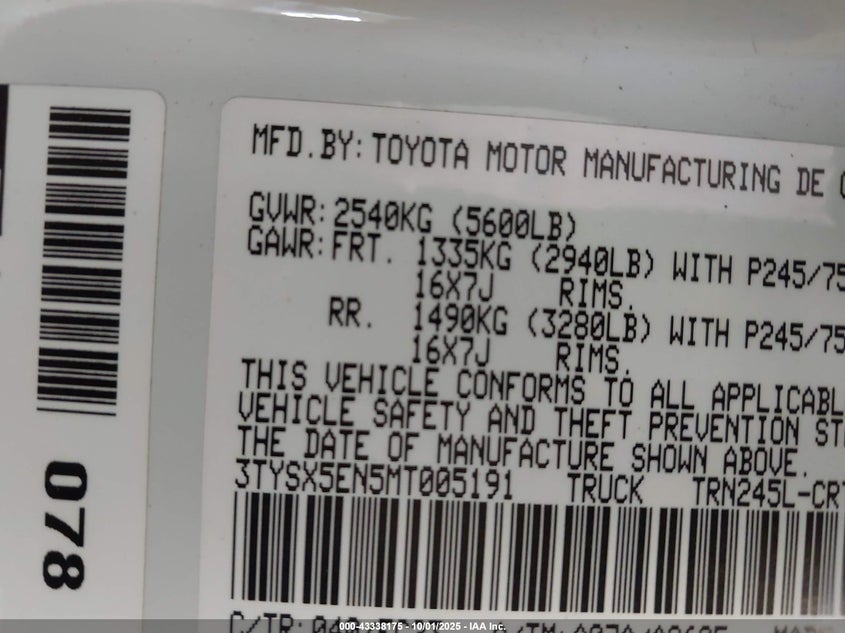 MFD.BY: TOYOTA MOTOR MANUFACTURING DE
GVWR: 2540KG (5600LB)
GAWR: FRT. 1335KG (2940LB) WITH P245/75
16X7J RIMS.
RR. 1490KG (3280LB) WITH P245/75
16X7J RIMS.
THIS VEHICLE CONFORMS TO ALL APPLICABL
VEHICLE SAFETY AND THEFT PREVENTION ST
THE DATE OF MANUFACTURE SHOWN ABOVE.
3TYSX5EN5MT005191 TRUCK TRN245L-CR
C/TR:
078
000-43338175 - 10/01/2025 - IAA Inc.